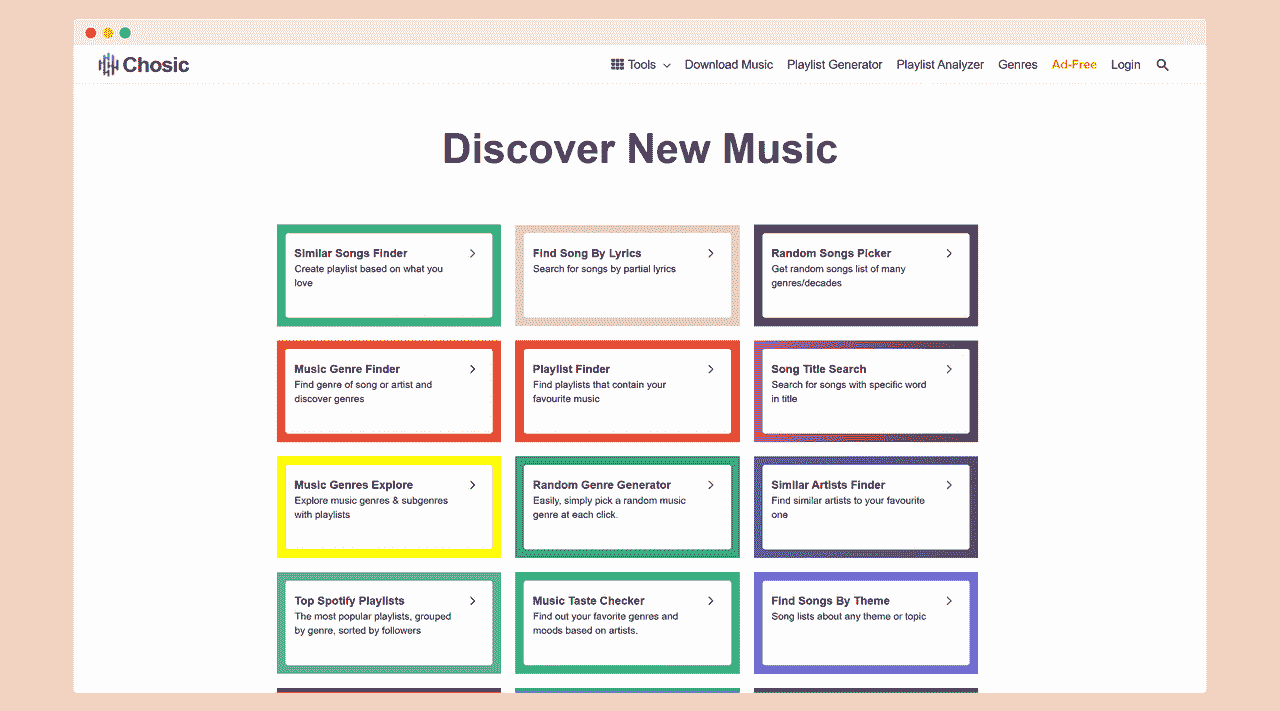 Chosic
Tools
Download Music
Playlist Generator
Playlist Analyzer
Genres
Ad-Free
Login
Discover New Music
Similar Songs Finder
Create playlist based on what you
love
Find Song By Lyrics
Search for songs by partial lyrics
Random Songs Picker
Get random songs list of many
genres/decades
Music Genre Finder
Find genre of song or artist and
discover genres
Playlist Finder
Find playlists that contain your
favourite music
Song Title Search
Search for songs with specific word
in title
Music Genres Explore
Explore music genres & subgenres
with playlists
Random Genre Generator
Easily, simply pick a random music
genre at each click.
Similar Artists Finder
Find similar artists to your favourite
one
Top Spotify Playlists
The most popular playlists, grouped
by genre, sorted by followers
Music Taste Checker
Find out your favorite genres and
moods based on artists.
Find Songs By Theme
Song lists about any theme or topic